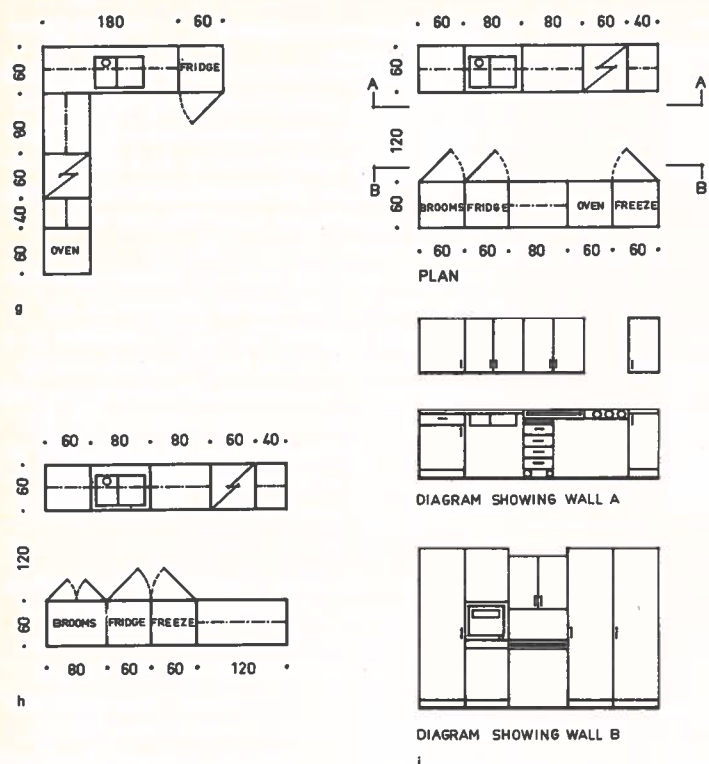 180 60
60
FRIDGE
80
60
40
60
OVEN
g
60 80 80 60 40
60
A A
120
B B
60
BROOMS FRIDGE OVEN FREEZE
60 60 80 60 60
PLAN
DIAGRAM SHOWING WALL A
60 80 80 60 40
60
120
60
BROOMS FRIDGE FREEZE
80 60 60 120
h
DIAGRAM SHOWING WALL B
i